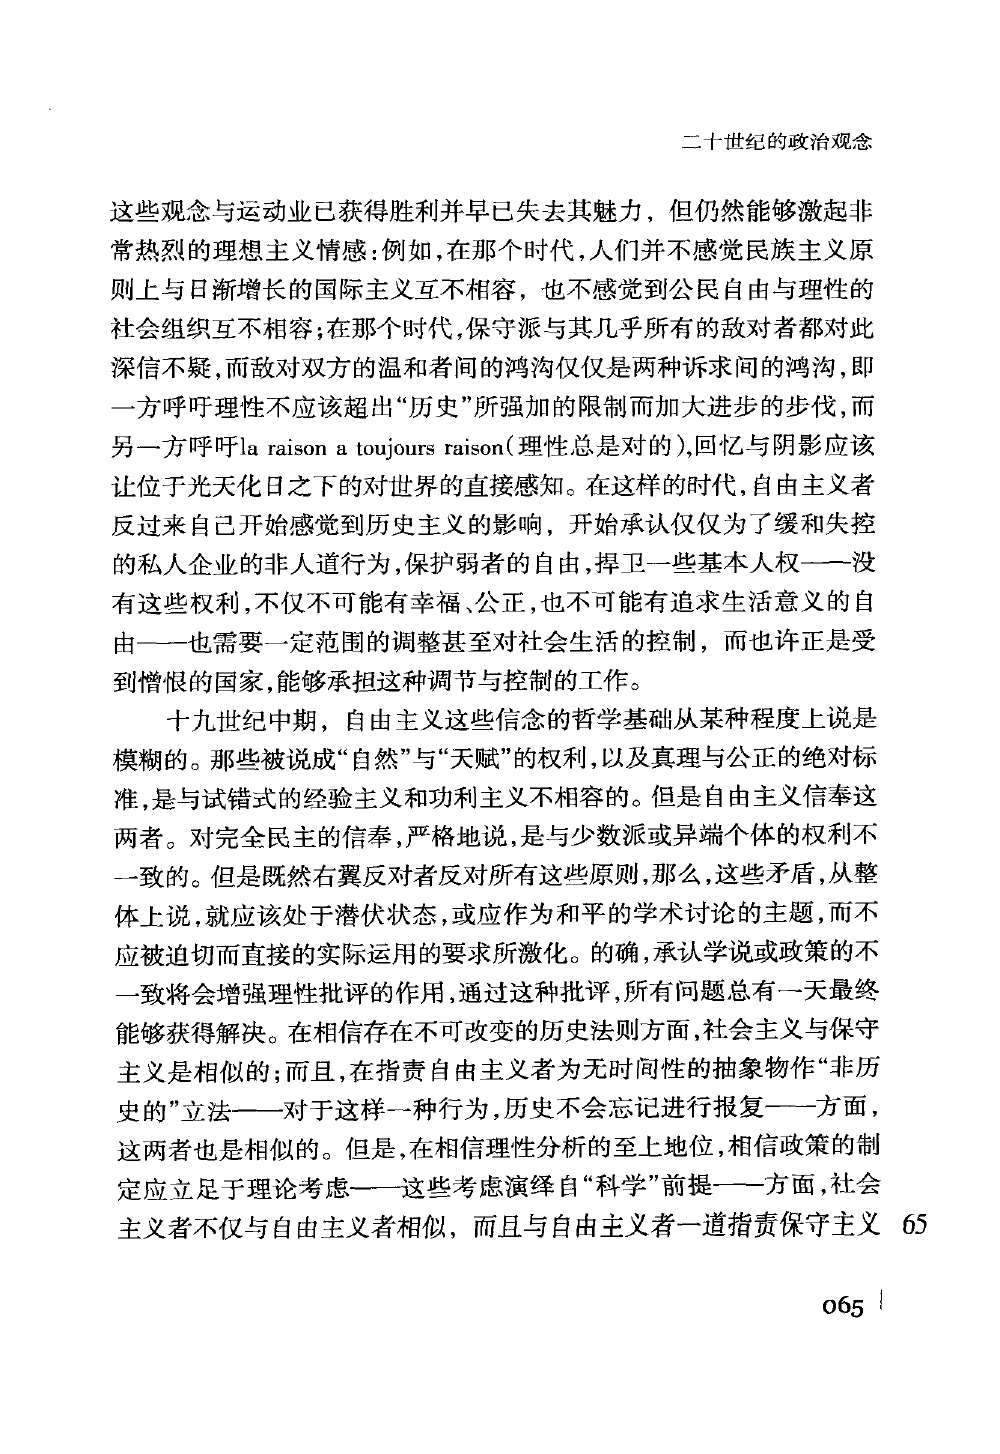 二十世纪的政治观念
这些观念与运动业已获得胜利并早已失去其魅力，但仍然能够激起非
常热烈的理想主义情感：例如，在那个时代，人们并不感觉民族主义原
则上与日渐增长的国际主义互不相容，也不感觉到公民自由与理性的
社会组织互不相容；在那个时代，保守派与其几乎所有的敌对者都对此
深信不疑，而敌对双方的温和者间的鸿沟仅仅是两种诉求间的鸿沟，即
一方呼吁理性不应该超出“历史”所强加的限制而加大进步的步伐，而
另一方呼吁la raison a toujours raison（理性总是对的），回忆与阴影应该
让位于光天化日之下的对世界的直接感知。在这样的时代，自由主义者
反过来自己开始感觉到历史主义的影响，开始承认仅仅为了缓和失控
的私人企业的非人道行为，保护弱者的自由，捍卫一些基本人权——没
有这些权利，不仅不可能有幸福、公正，也不可能有追求生活意义的自
由——也需要一定范围的调整甚至对社会生活的控制，而也许正是受
到憎恨的国家，能够承担这种调节与控制的工作。
十九世纪中期，自由主义这些信念的哲学基础从某种程度上说是
模糊的。那些被说成“自然”与“天赋”的权利，以及真理与公正的绝对标
准，是与试错式的经验主义和功利主义不相容的。但是自由主义信奉这
两者。对完全民主的信奉，严格地说，是与少数派或异端个体的权利不
一致的。但是既然右翼反对者反对所有这些原则，那么，这些矛盾，从整
体上说，就应该处于潜伏状态，或应作为和平的学术讨论的主题，而不
应被迫切而直接的实际运用的要求所激化。的确，承认学说或政策的不
一致将会增强理性批评的作用，通过这种批评，所有问题总有一天最终
能够获得解决。在相信存在不可改变的历史法则方面，社会主义与保守
主义是相似的；而且，在指责自由主义者为无时间性的抽象物作“非历
史的”立法——对于这样一种行为，历史不会忘记进行报复——方面，
这两者也是相似的。但是，在相信理性分析的至上地位，相信政策的制
定应立足于理论考虑——这些考虑演绎自“科学”前提——方面，社会
主义者不仅与自由主义者相似，而且与自由主义者一道指责保守主义 65
065